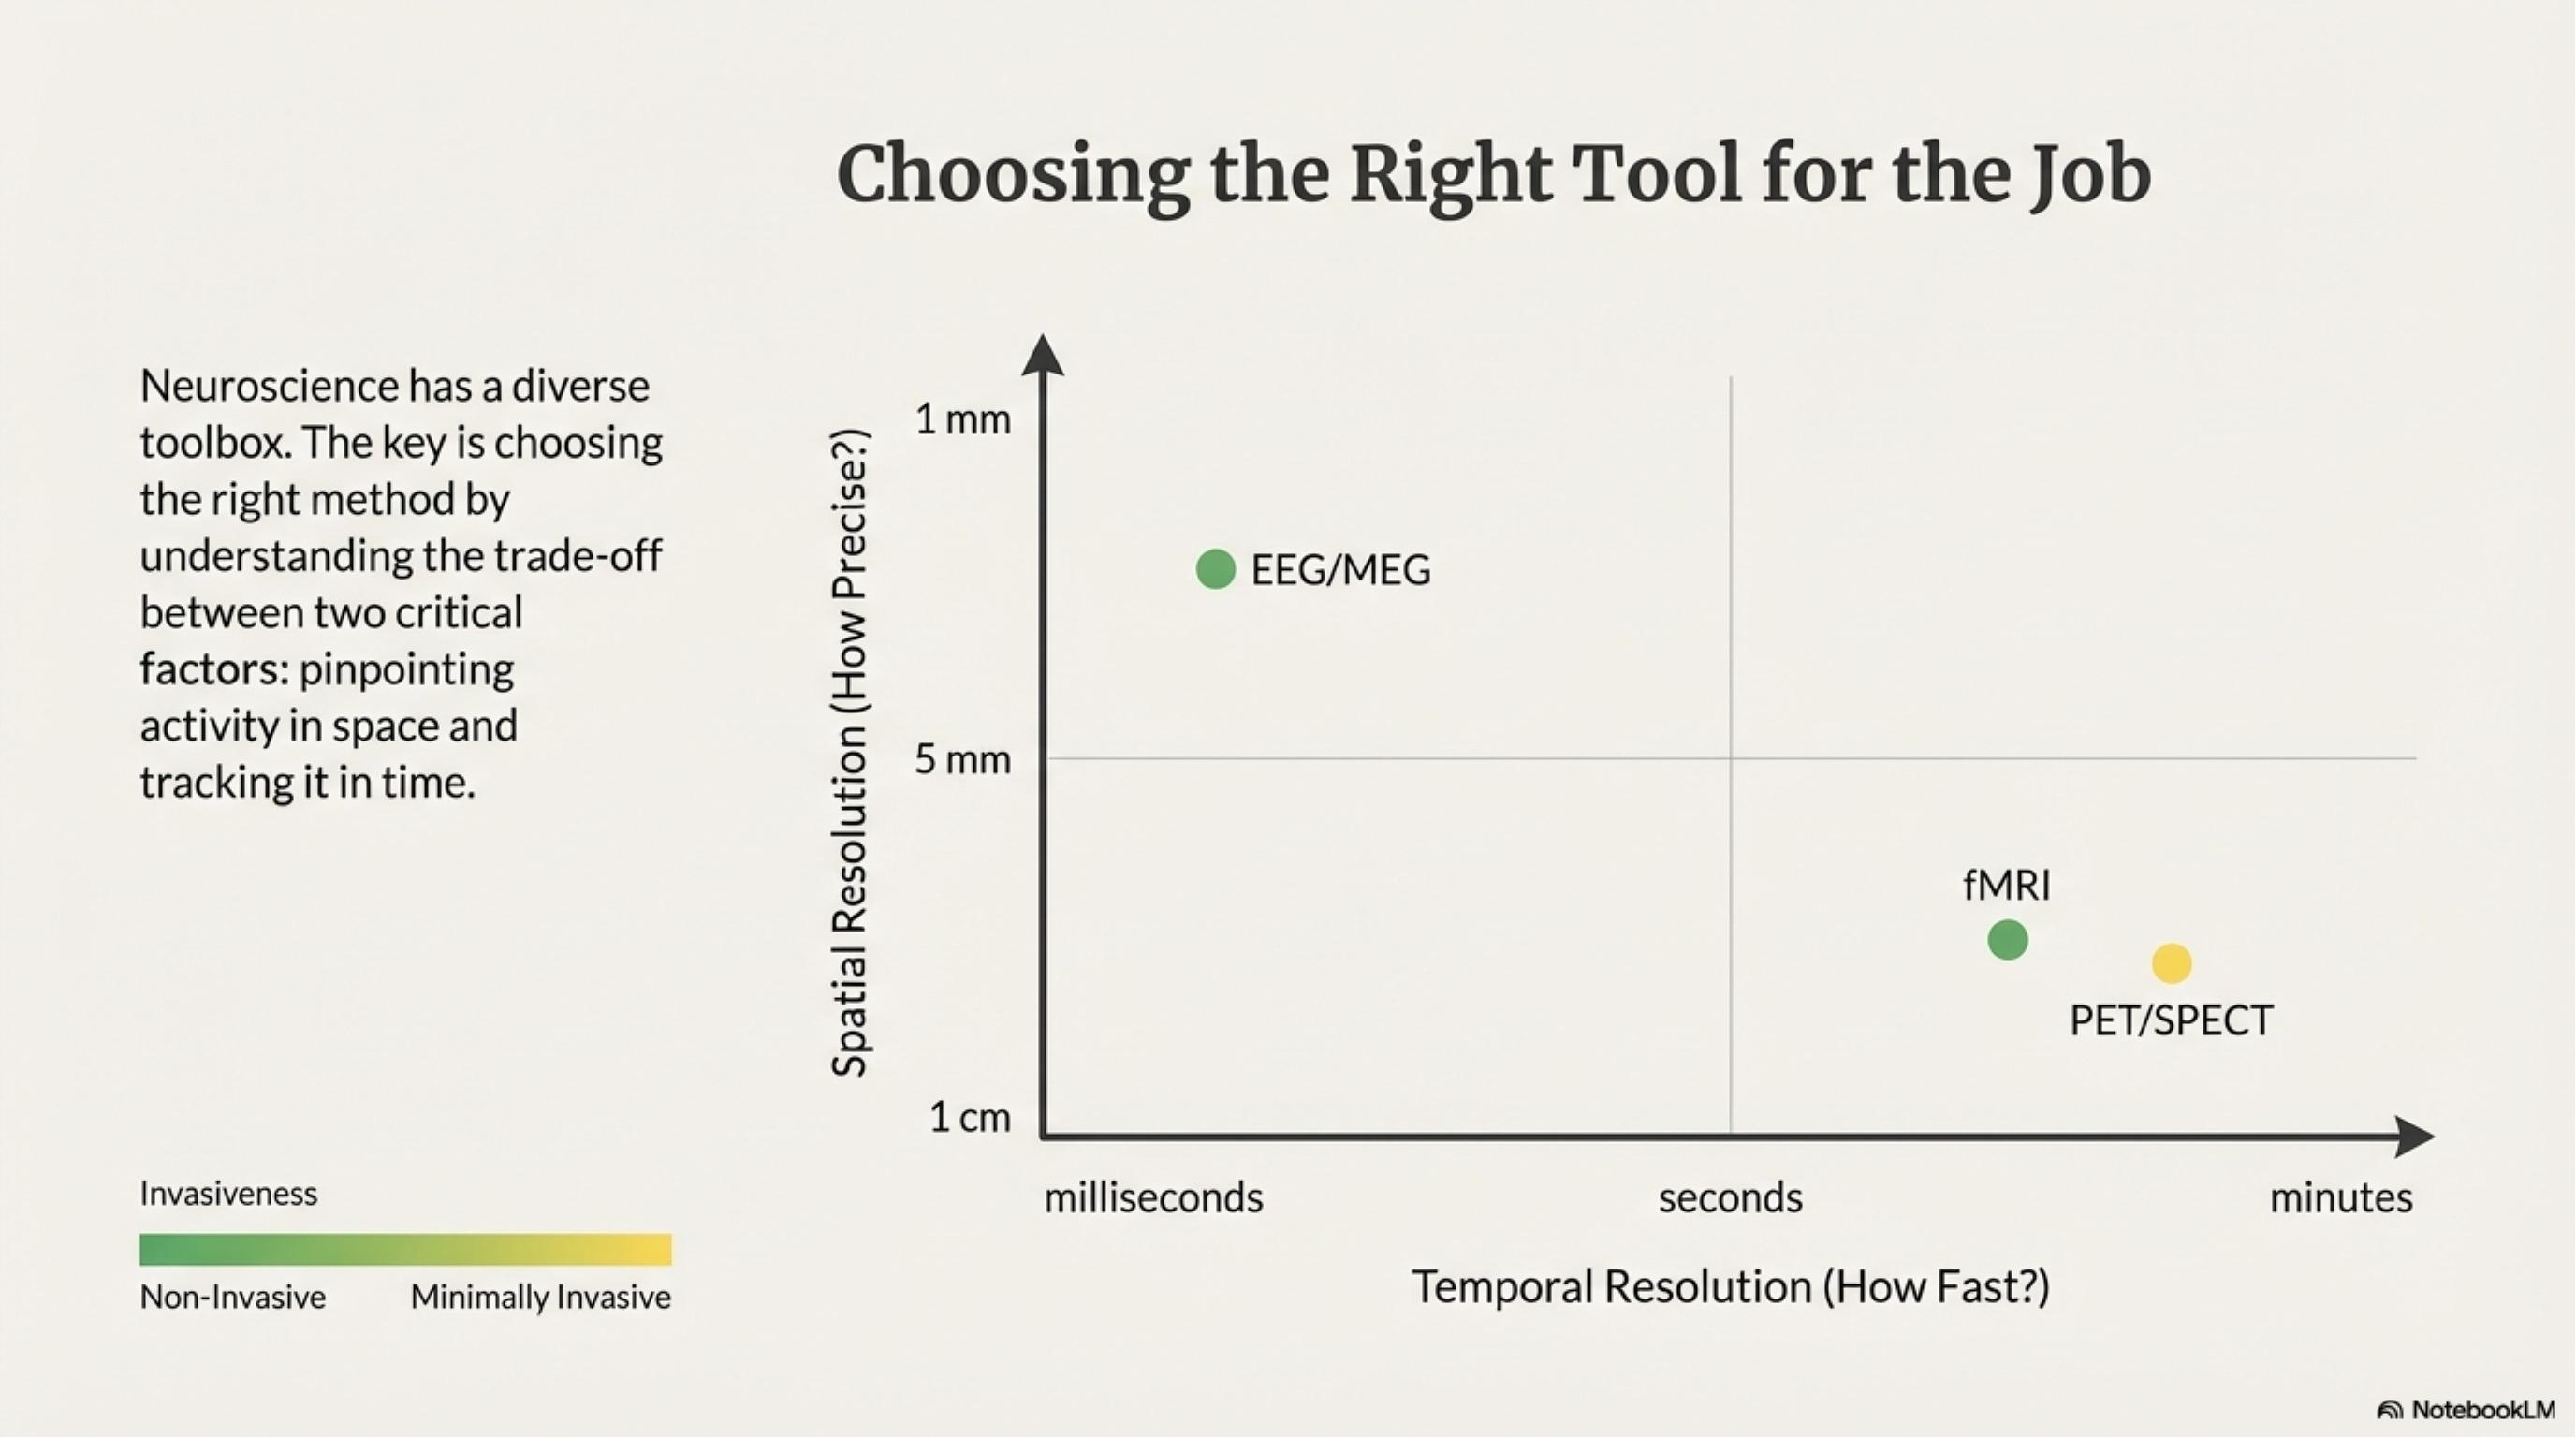 Choosing the Right Tool for the Job
Neuroscience has a diverse
toolbox. The key is choosing
the right method by
understanding the trade-off
between two critical
factors: pinpointing
activity in space and
tracking it in time.
Invasiveness
Non-Invasive
Minimally Invasive
Spatial Resolution (How Precise?)
1 mm
5 mm
1 cm
EEG/MEG
fMRI
PET/SPECT
milliseconds
seconds
minutes
Temporal Resolution (How Fast?)
NotebookLM